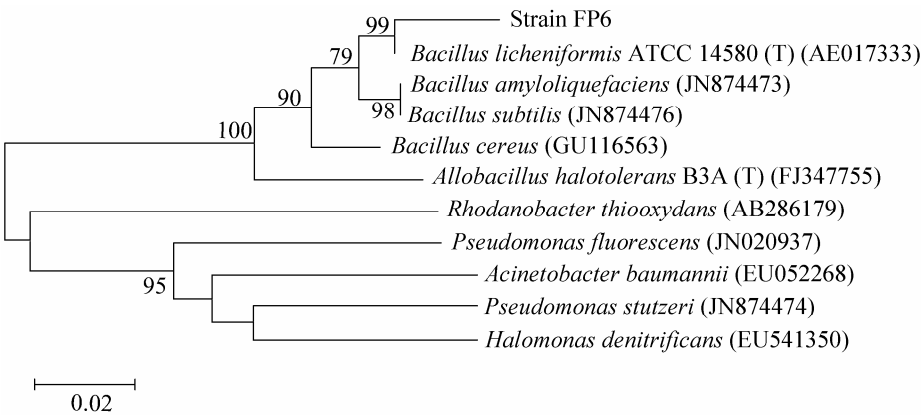 99
Strain FP6
Bacillus licheniformis ATCC 14580 (T) (AE017333)
79
Bacillus amyloliquefaciens (JN874473)
90
98
Bacillus subtilis (JN874476)
100
Bacillus cereus (GU116563)
Allobacillus halotolerans B3A (T) (FJ347755)
Rhodanobacter thiooxydans (AB286179)
Pseudomonas fluorescens (JN020937)
95
Acinetobacter baumannii (EU052268)
Pseudomonas stutzeri (JN874474)
Halomonas denitrificans (EU541350)
0.02